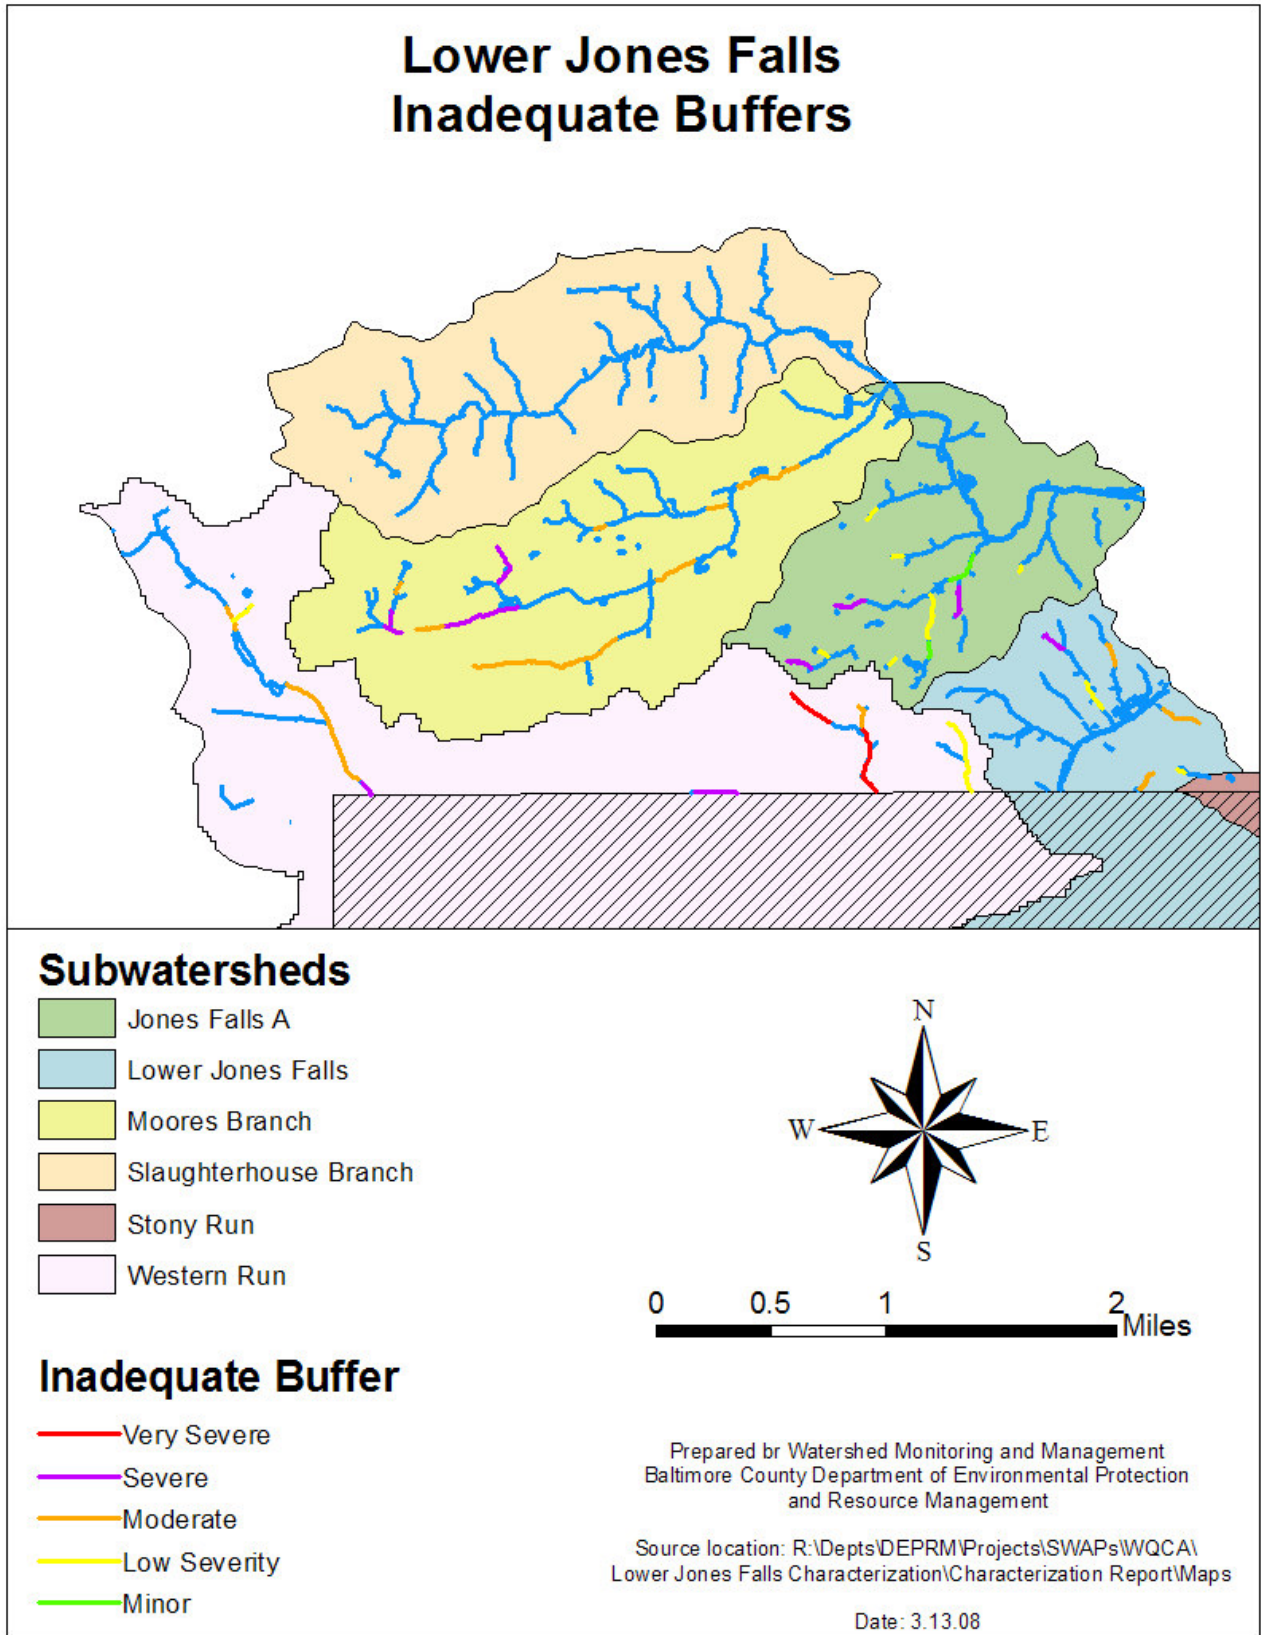 Lower Jones Falls
Inadequate Buffers
Subwatersheds
Jones Falls A
Lower Jones Falls
Moores Branch
Slaughterhouse Branch
Stony Run
Western Run
N
W
E
S
0 0.5 1 2
Miles
Inadequate Buffer
Very Severe
Severe
Moderate
Low Severity
Minor
Prepared br Watershed Monitoring and Management
Baltimore County Department of Environmental Protection
and Resource Management
Source location: R:\Depts\DEPRM\Projects\SWAPs\WQCA\
Lower Jones Falls Characterization\Characterization Report\Maps
Date: 3.13.08